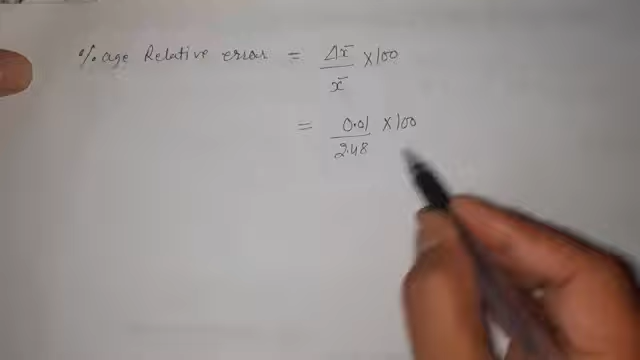 %age Relative error = Δx̄/x̄ ×100
= 0.01/2.48 ×100